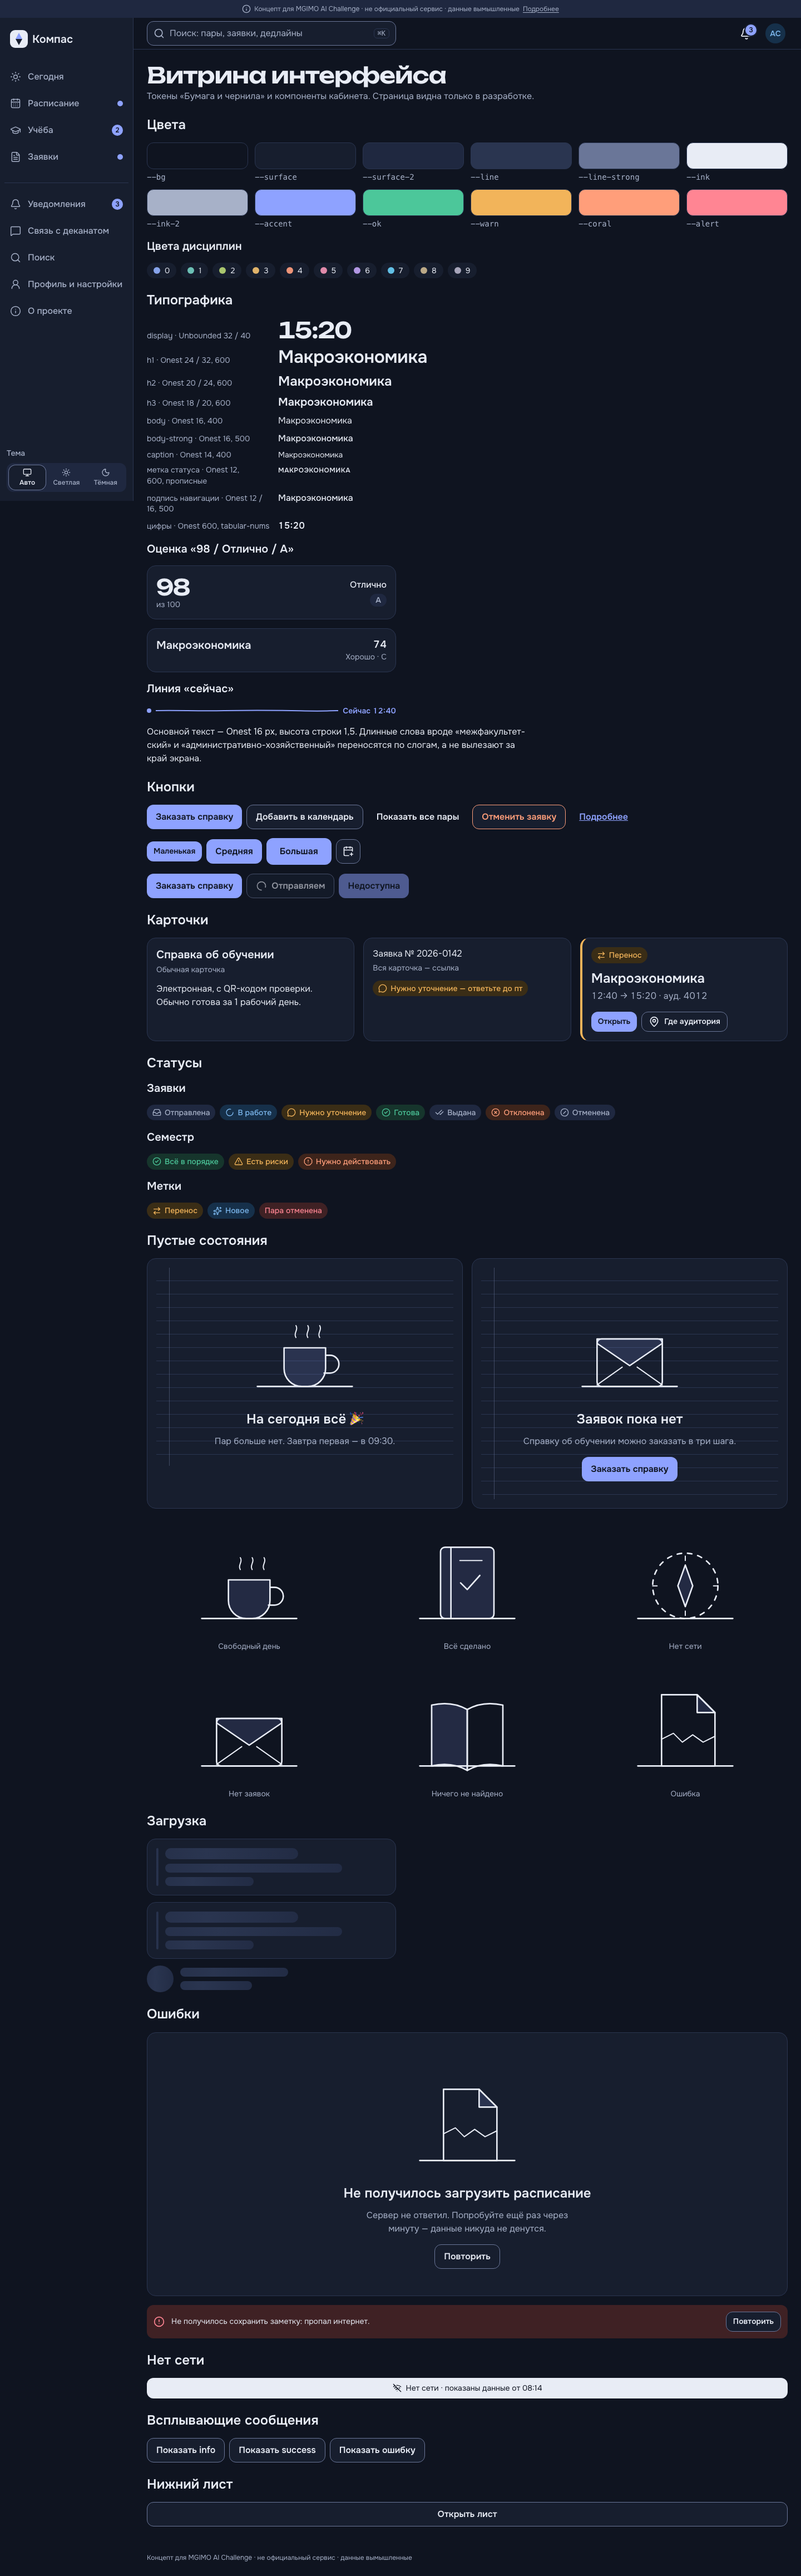 Концепт для MGIMO AI Challenge · не официальный сервис · данные вымышленные Подробнее
Компас
Поиск: пары, заявки, дедлайны
⌘K
3
АС
Сегодня
Расписание
Учёба
2
Заявки
Уведомления
3
Связь с деканатом
Поиск
Профиль и настройки
О проекте
Тема
Авто
Светлая
Тёмная
Витрина интерфейса
Токены «Бумага и чернила» и компоненты кабинета. Страница видна только в разработке.
Цвета
--bg
--surface
--surface-2
--line
--line-strong
--ink
--ink-2
--accent
--ok
--warn
--coral
--alert
Цвета дисциплин
0
1
2
3
4
5
6
7
8
9
Типографика
display · Unbounded 32 / 40
15:20
h1 · Onest 24 / 32, 600
Макроэкономика
h2 · Onest 20 / 24, 600
Макроэкономика
h3 · Onest 18 / 20, 600
Макроэкономика
body · Onest 16, 400
Макроэкономика
body-strong · Onest 16, 500
Макроэкономика
caption · Onest 14, 400
Макроэкономика
метка статуса · Onest 12,
600, прописные
МАКРОЭКОНОМИКА
подпись навигации · Onest 12 /
16, 500
Макроэкономика
цифры · Onest 600, tabular-nums
15:20
Оценка «98 / Отлично / A»
98
из 100
Отлично
A
Макроэкономика
74
Хорошо · C
Линия «сейчас»
Сейчас 12:40
Основной текст — Onest 16 px, высота строки 1,5. Длинные слова вроде «межфакультет-
ский» и «административно-хозяйственный» переносятся по слогам, а не вылезают за
край экрана.
Кнопки
Заказать справку
Добавить в календарь
Показать все пары
Отменить заявку
Подробнее
Маленькая
Средняя
Большая
Заказать справку
Отправляем
Недоступна
Карточки
Справка об обучении
Обычная карточка
Электронная, с QR-кодом проверки.
Обычно готова за 1 рабочий день.
Заявка № 2026-0142
Вся карточка — ссылка
Нужно уточнение — ответьте до пт
Перенос
Макроэкономика
12:40 → 15:20 · ауд. 4012
Открыть
Где аудитория
Статусы
Заявки
Отправлена
В работе
Нужно уточнение
Готова
Выдана
Отклонена
Отменена
Семестр
Всё в порядке
Есть риски
Нужно действовать
Метки
Перенос
Новое
Пара отменена
Пустые состояния
На сегодня всё 🎉
Пар больше нет. Завтра первая — в 09:30.
Заявок пока нет
Справку об обучении можно заказать в три шага.
Заказать справку
Свободный день
Всё сделано
Нет сети
Нет заявок
Ничего не найдено
Ошибка
Загрузка
Ошибки
Не получилось загрузить расписание
Сервер не ответил. Попробуйте ещё раз через
минуту — данные никуда не денутся.
Повторить
Не получилось сохранить заметку: пропал интернет.
Повторить
Нет сети
Нет сети · показаны данные от 08:14
Всплывающие сообщения
Показать info
Показать success
Показать ошибку
Нижний лист
Открыть лист
Концепт для MGIMO AI Challenge · не официальный сервис · данные вымышленные